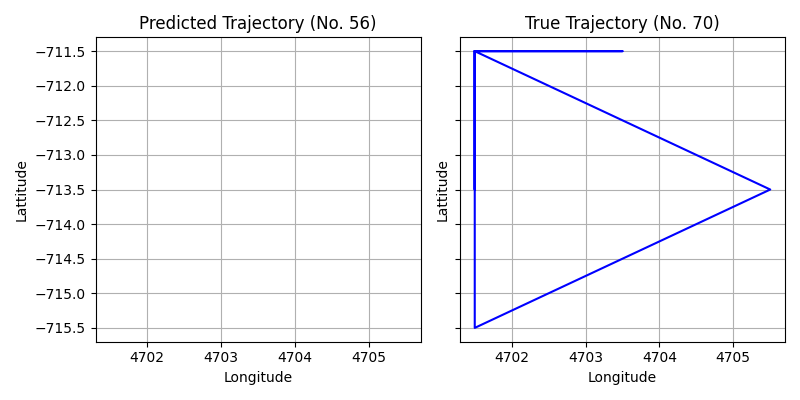 Predicted Trajectory (No. 56)
True Trajectory (No. 70)
−711.5
−712.0
−712.5
−713.0
−713.5
−714.0
−714.5
−715.0
−715.5
Lattitude
Lattitude
4702 4703 4704 4705
4702 4703 4704 4705
Longitude
Longitude